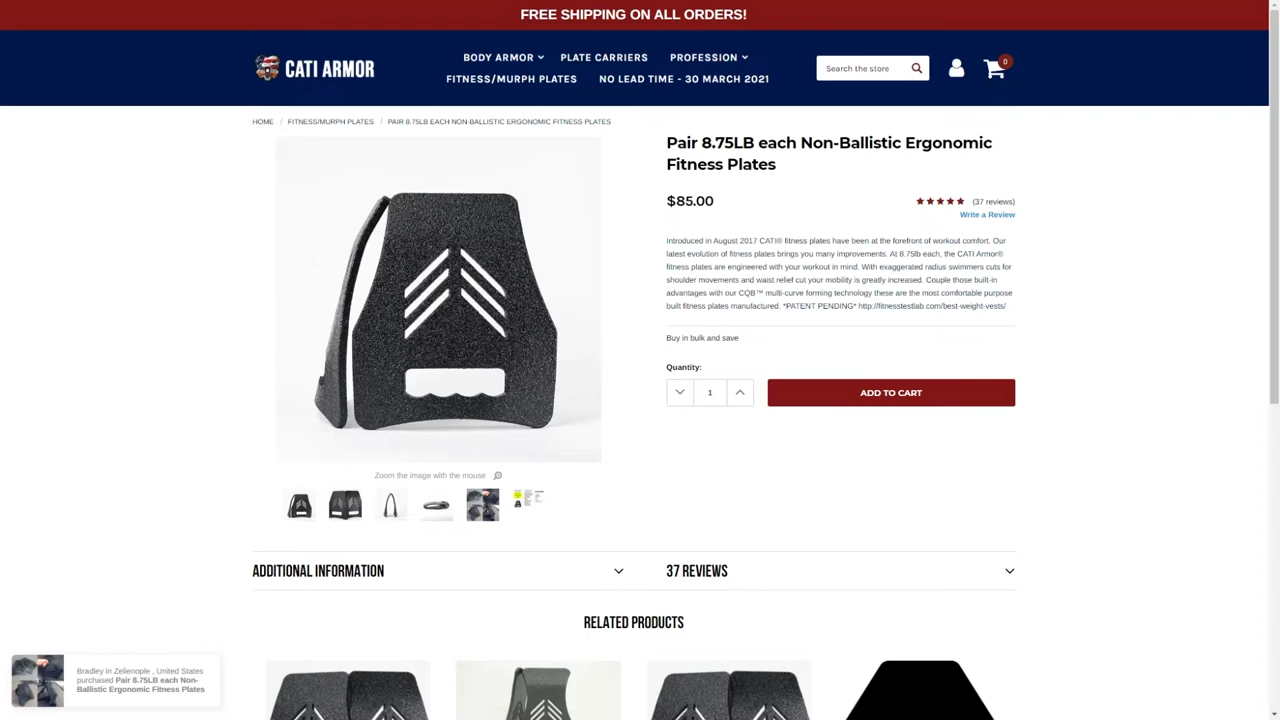 FREE SHIPPING ON ALL ORDERS!
CATI ARMOR
BODY ARMOR
PLATE CARRIERS
PROFESSION
FITNESS/MURPH PLATES
NO LEAD TIME - 30 MARCH 2021
Search the store
0
HOME / FITNESS/MURPH PLATES / PAIR 8.75LB EACH NON-BALLISTIC ERGONOMIC FITNESS PLATES
Pair 8.75LB each Non-Ballistic Ergonomic
Fitness Plates
$85.00
(37 reviews)
Write a Review
Introduced in August 2017 CATI® fitness plates have been at the forefront of workout comfort. Our
latest evolution of fitness plates brings you many improvements. At 8.75lb each, the CATI Armor®
fitness plates are engineered with your workout in mind. With exaggerated radius swimmers cuts for
shoulder movements and waist relief cut your mobility is greatly increased. Couple those built-in
advantages with our CQB™ multi-curve forming technology these are the most comfortable purpose
built fitness plates manufactured. *PATENT PENDING* http://fitnesstestlab.com/best-weight-vests/
Buy in bulk and save
Quantity:
1
ADD TO CART
Zoom the image with the mouse
ADDITIONAL INFORMATION
37 REVIEWS
RELATED PRODUCTS
Bradley in Zelienople , United States
purchased Pair 8.75LB each Non-
Ballistic Ergonomic Fitness Plates